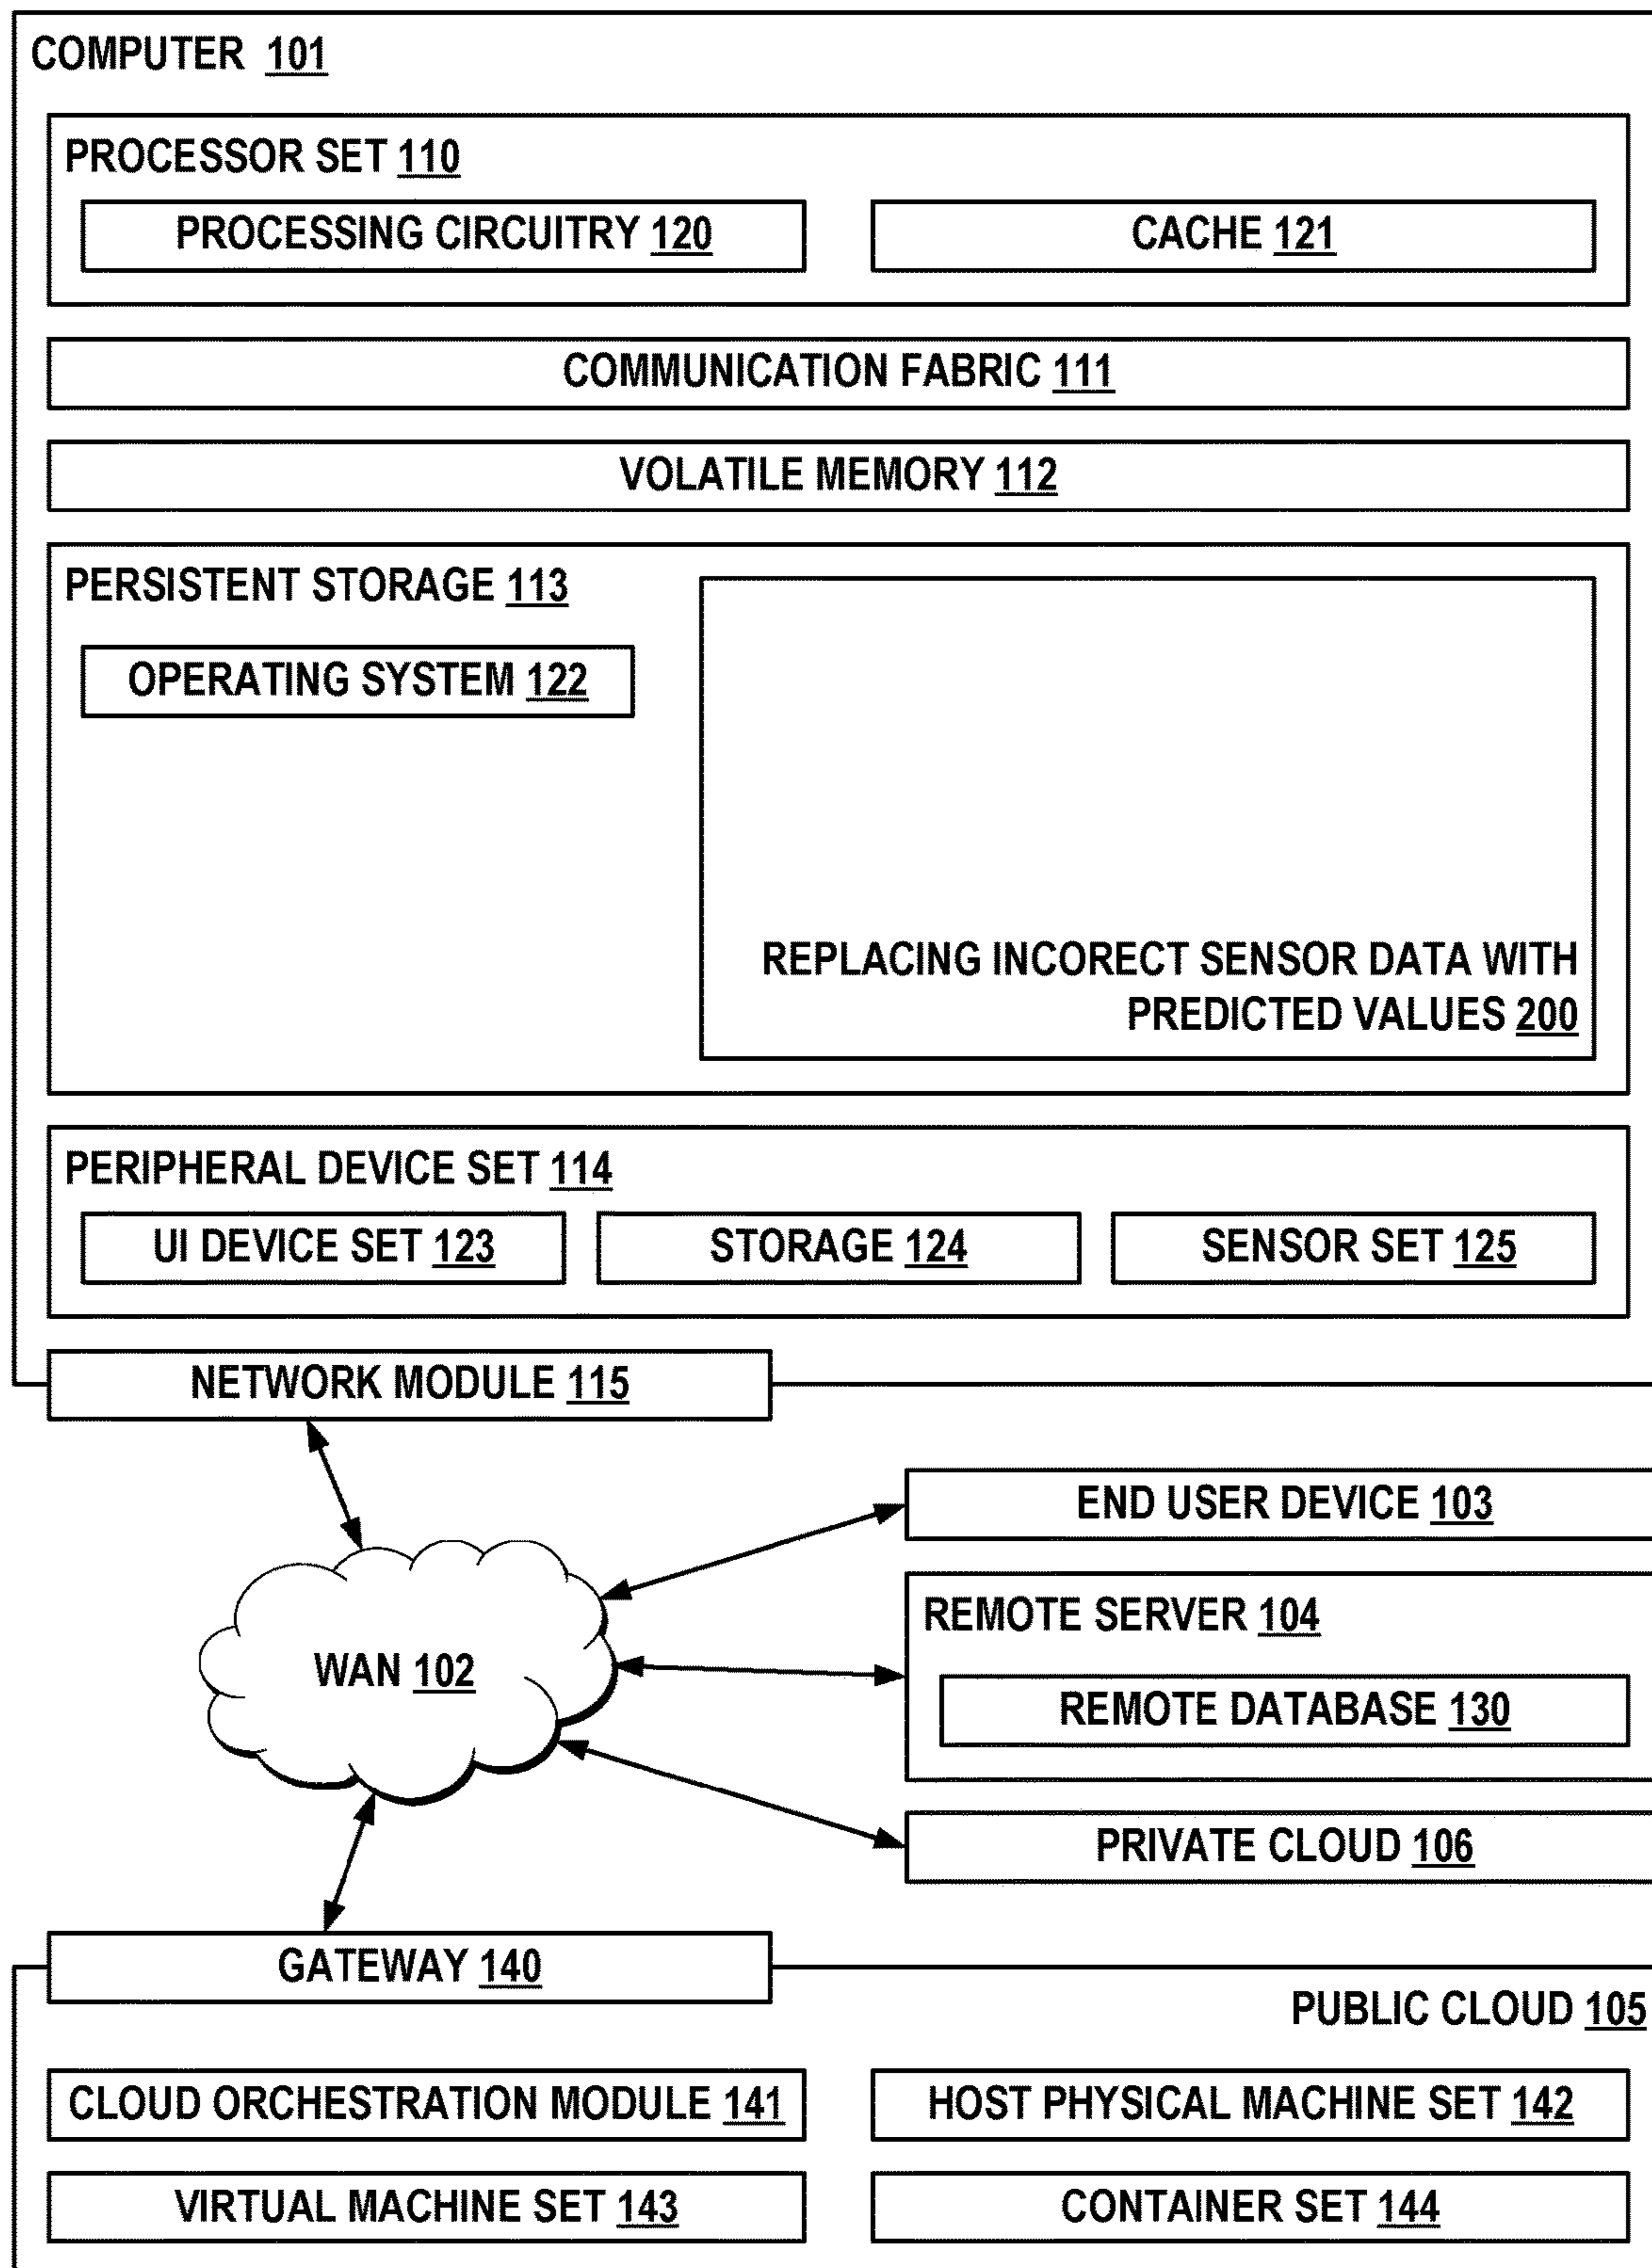 COMPUTER 101
PROCESSOR SET 110
PROCESSING CIRCUITRY 120
CACHE 121
COMMUNICATION FABRIC 111
VOLATILE MEMORY 112
PERSISTENT STORAGE 113
OPERATING SYSTEM 122
REPLACING INCORECT SENSOR DATA WITH
PREDICTED VALUES 200
PERIPHERAL DEVICE SET 114
UI DEVICE SET 123
STORAGE 124
SENSOR SET 125
NETWORK MODULE 115
END USER DEVICE 103
REMOTE SERVER 104
WAN 102
REMOTE DATABASE 130
PRIVATE CLOUD 106
GATEWAY 140
PUBLIC CLOUD 105
CLOUD ORCHESTRATION MODULE 141
HOST PHYSICAL MACHINE SET 142
VIRTUAL MACHINE SET 143
CONTAINER SET 144